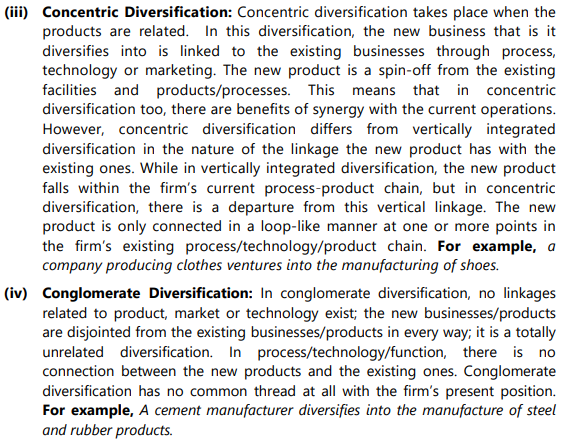 (iii) Concentric Diversification: Concentric diversification takes place when the
products are related. In this diversification, the new business that is it
diversifies into is linked to the existing businesses through process,
technology or marketing. The new product is a spin-off from the existing
facilities and products/processes. This means that in concentric
diversification too, there are benefits of synergy with the current operations.
However, concentric diversification differs from vertically integrated
diversification in the nature of the linkage the new product has with the
existing ones. While in vertically integrated diversification, the new product
falls within the firm's current process-product chain, but in concentric
diversification, there is a departure from this vertical linkage. The new
product is only connected in a loop-like manner at one or more points in
the firm's existing process/technology/product chain. For example, a
company producing clothes ventures into the manufacturing of shoes.
(iv) Conglomerate Diversification: In conglomerate diversification, no linkages
related to product, market or technology exist; the new businesses/products
are disjointed from the existing businesses/products in every way; it is a totally
unrelated diversification. In process/technology/function, there is no
connection between the new products and the existing ones. Conglomerate
diversification has no common thread at all with the firm's present position.
For example, A cement manufacturer diversifies into the manufacture of steel
and rubber products.